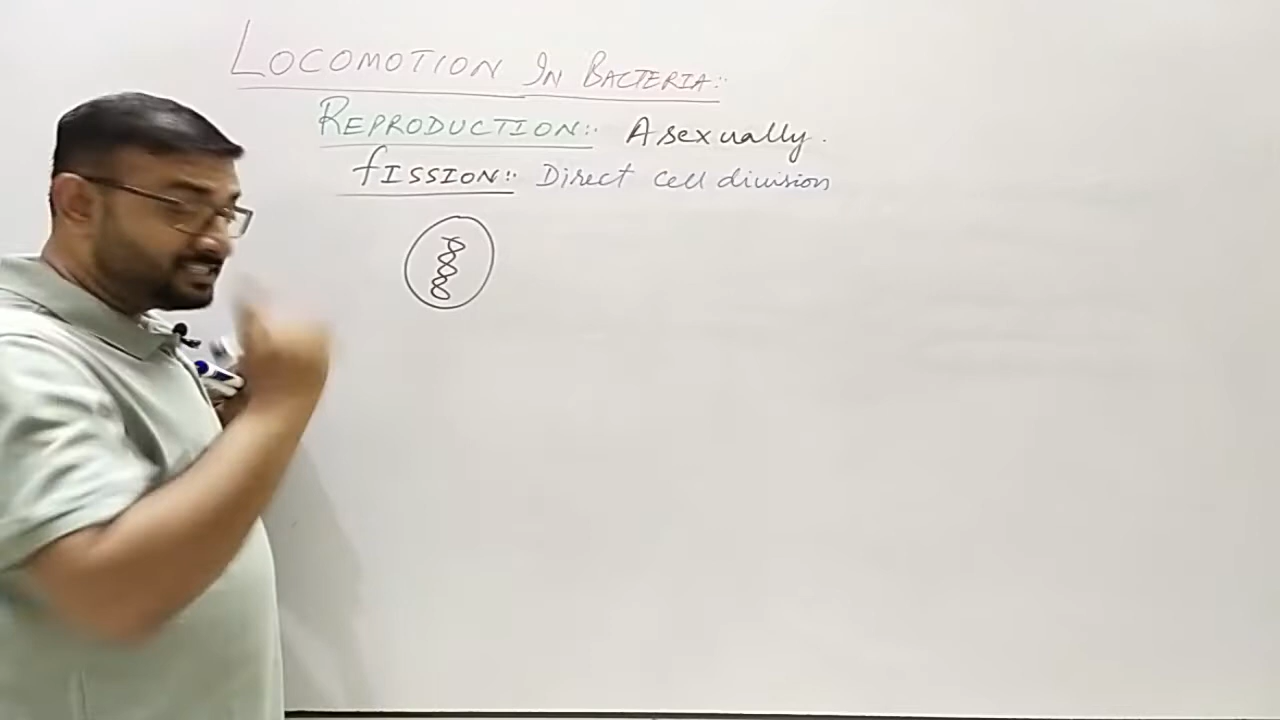 LOCOMOTION IN BACTERIA:-
REPRODUCTION:- Asexually.
fISSION:- Direct cell division